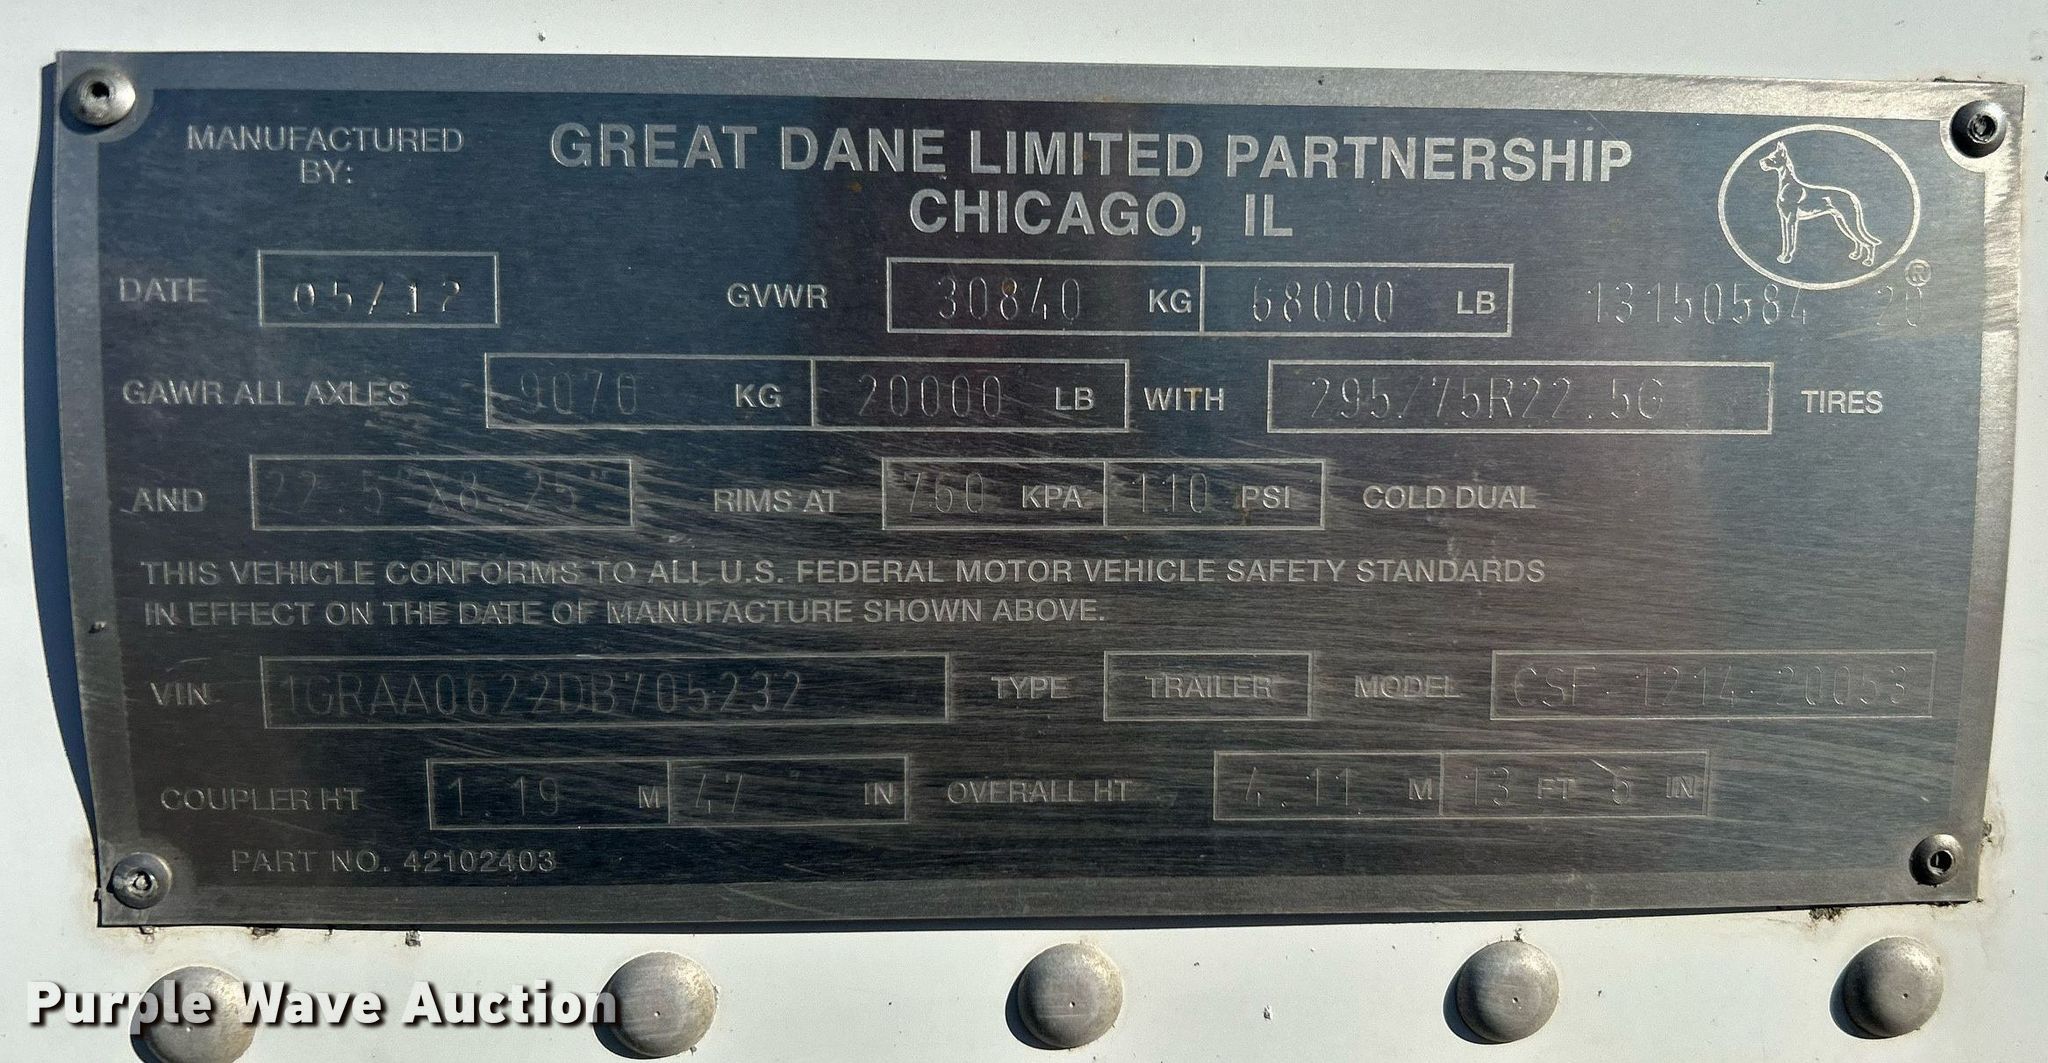 MANUFACTURED BY: GREAT DANE LIMITED PARTNERSHIP
CHICAGO, IL
®
DATE 05/12 GVWR 30840 KG 68000 LB 13150584 20
GAWR ALL AXLES 9070 KG 20000 LB WITH 295/75R22.5G TIRES
AND 22.5"X8.25" RIMS AT 760 KPA 110 PSI COLD DUAL
THIS VEHICLE CONFORMS TO ALL U.S. FEDERAL MOTOR VEHICLE SAFETY STANDARDS
IN EFFECT ON THE DATE OF MANUFACTURE SHOWN ABOVE.
VIN 1GRAA0622DB705232 TYPE TRAILER MODEL CSF-1214-20053
COUPLER HT 1.19 M 47 IN OVERALL HT 4.11 M 13 FT 6 IN
PART NO. 42102403
Purple Wave Auction